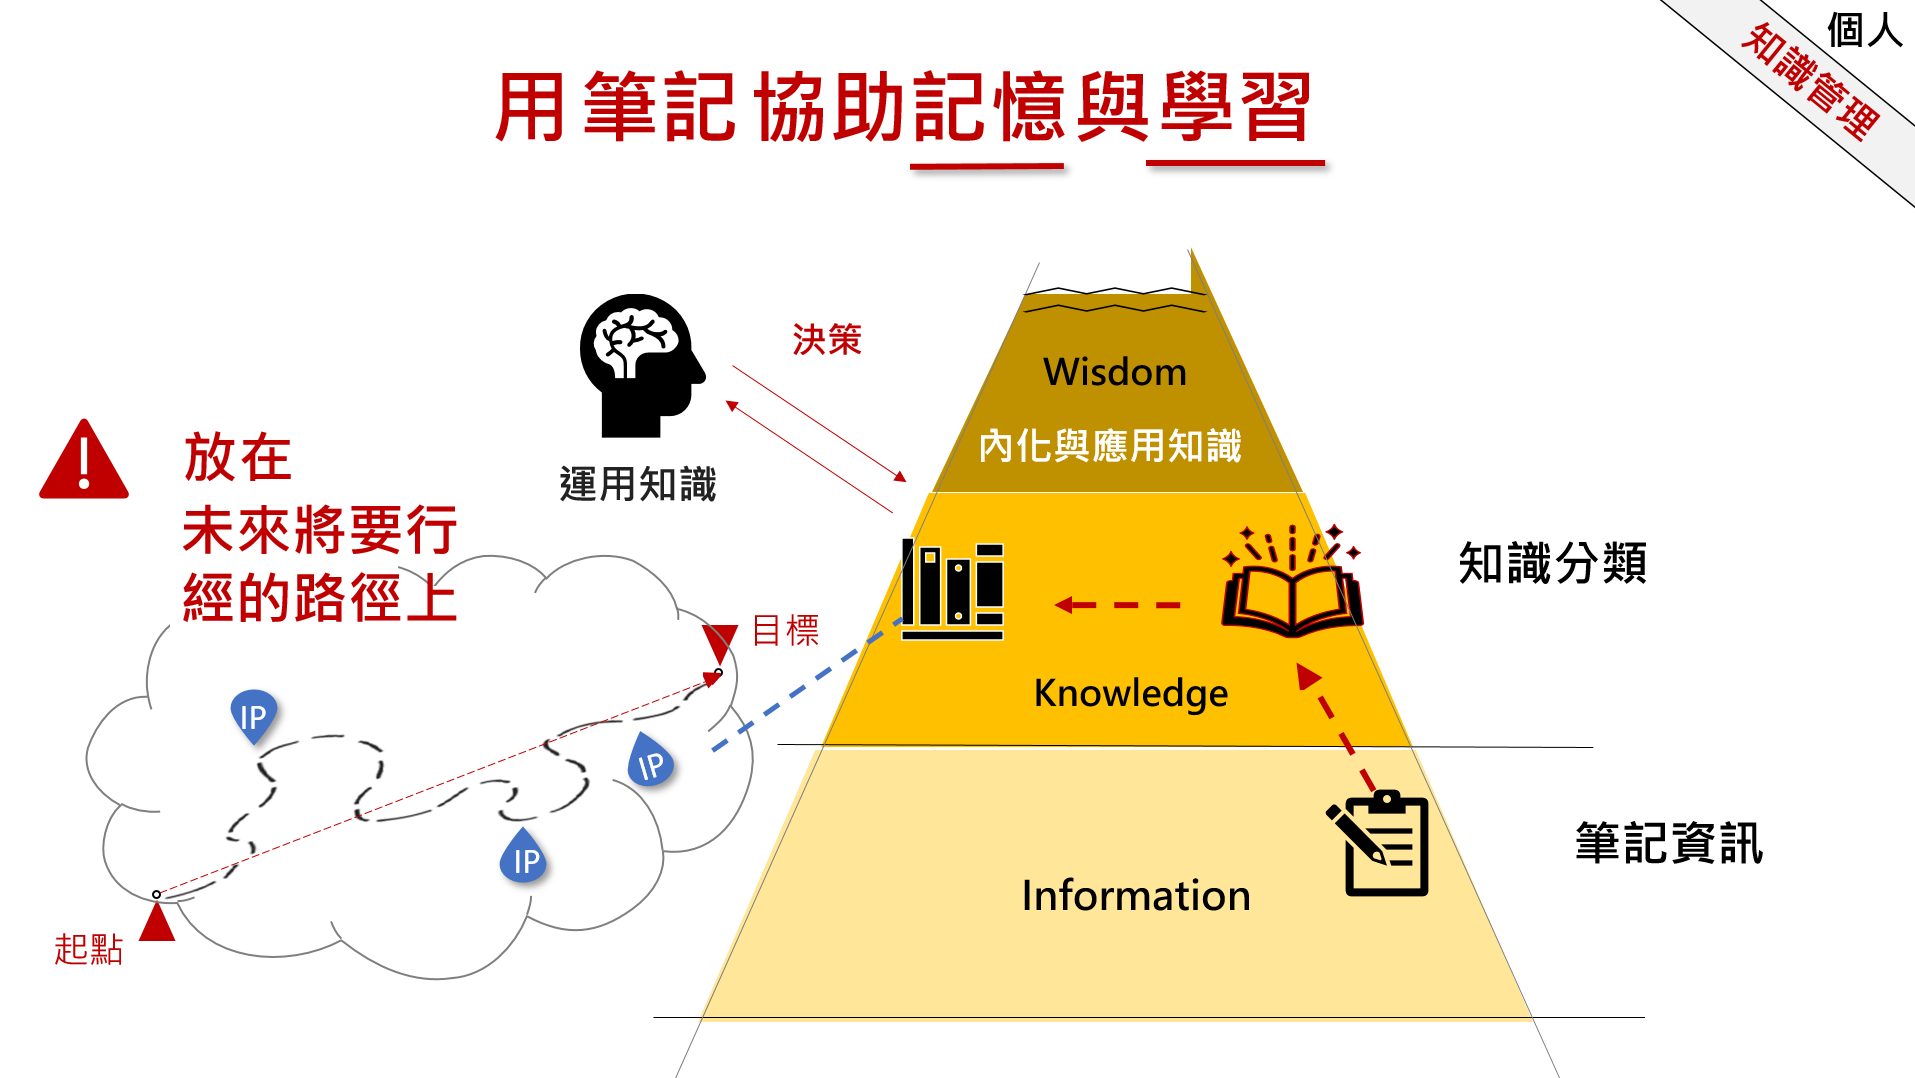 個人
知識管理
用筆記協助記憶與學習
決策
Wisdom
內化與應用知識
運用知識
放在
未來將要行
經的路徑上
知識分類
目標
Knowledge
IP
IP
IP
筆記資訊
Information
起點